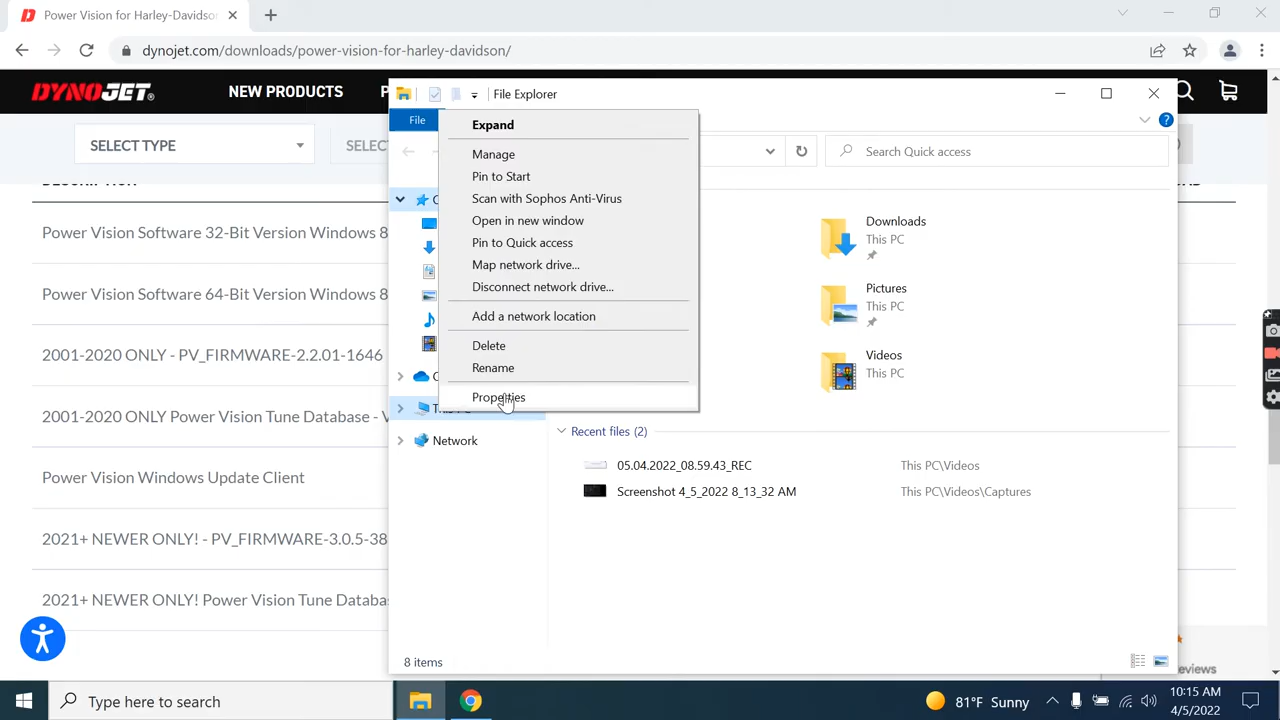 Power Vision for Harley-Davidson
dynojet.com/downloads/power-vision-for-harley-davidson/
DYNOJET.
NEW PRODUCTS
File Explorer
SELECT TYPE
SELEC
File
Expand
Manage
Pin to Start
Scan with Sophos Anti-Virus
Open in new window
Pin to Quick access
Map network drive...
Disconnect network drive...
Add a network location
Delete
Rename
Properties
Search Quick access
Downloads
This PC
Pictures
This PC
Videos
This PC
Network
Recent files (2)
05.04.2022_08.59.43_REC
This PC\Videos
Screenshot 4_5_2022 8_13_32 AM
This PC\Videos\Captures
8 items
Power Vision Software 32-Bit Version Windows 8
Power Vision Software 64-Bit Version Windows 8
2001-2020 ONLY - PV_FIRMWARE-2.2.01-1646
2001-2020 ONLY Power Vision Tune Database - V
Power Vision Windows Update Client
2021+ NEWER ONLY! - PV_FIRMWARE-3.0.5-38
2021+ NEWER ONLY! Power Vision Tune Databa
eviews
Type here to search
81°F Sunny
10:15 AM
4/5/2022